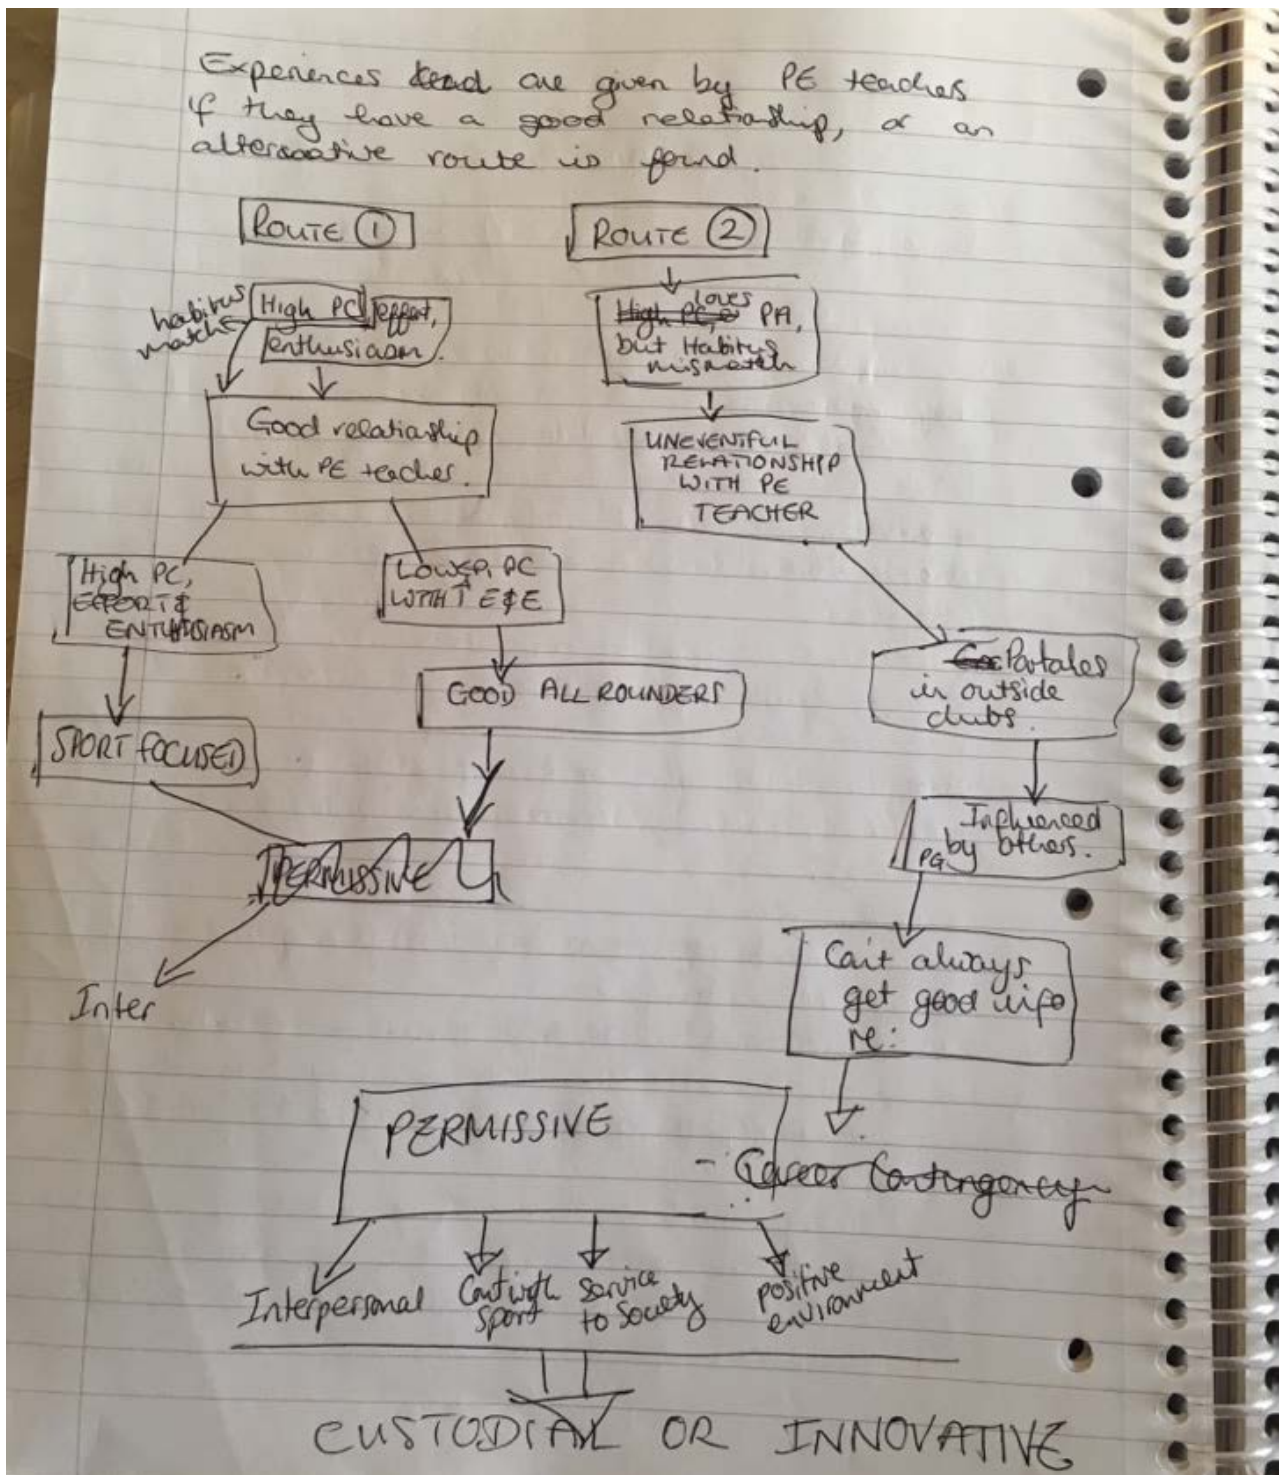 Experiences are given by PE teachers
if they have a good relationship, or an
alternative route is found.
ROUTE 1
ROUTE 2
habitus
match
High PC, effort,
enthusiasm.
High PC, loves PA,
but Habitus
mismatch
Good relationship
with PE teacher.
UNEVENTFUL
RELATIONSHIP
WITH PE
TEACHER
High PC,
EFFORT &
ENTHUSIASM
LOWER PC
WITH ↑ E & E
Partakes
in outside
clubs.
SPORT FOCUSED
GOOD ALL ROUNDERS
Influenced
by others.
PG
PERMISSIVE
Can't always
get good info
re:
Inter
PERMISSIVE
- Career Contingency
Interpersonal
Cont with
sport
Service
to Society
positive
environment
CUSTODIAL OR INNOVATIVE